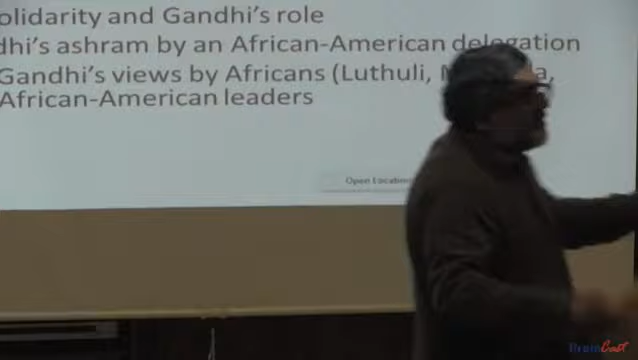 olidarity and Gandhi's role
dhi's ashram by an African-American delegation
Gandhi's views by Africans (Luthuli,
African-American leaders
Open Location
BrainCast